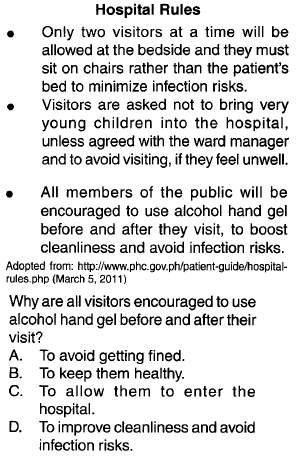 Hospital Rules
● Only two visitors at a time will be
allowed at the bedside and they must
sit on chairs rather than the patient's
bed to minimize infection risks.
● Visitors are asked not to bring very
young children into the hospital,
unless agreed with the ward manager
and to avoid visiting, if they feel unwell.
● All members of the public will be
encouraged to use alcohol hand gel
before and after they visit, to boost
cleanliness and avoid infection risks.
Adopted from: http://www.phc.gov.ph/patient-guide/hospital-
rules.php (March 5, 2011)
Why are all visitors encouraged to use
alcohol hand gel before and after their
visit?
A. To avoid getting fined.
B. To keep them healthy.
C. To allow them to enter the
hospital.
D. To improve cleanliness and avoid
infection risks.